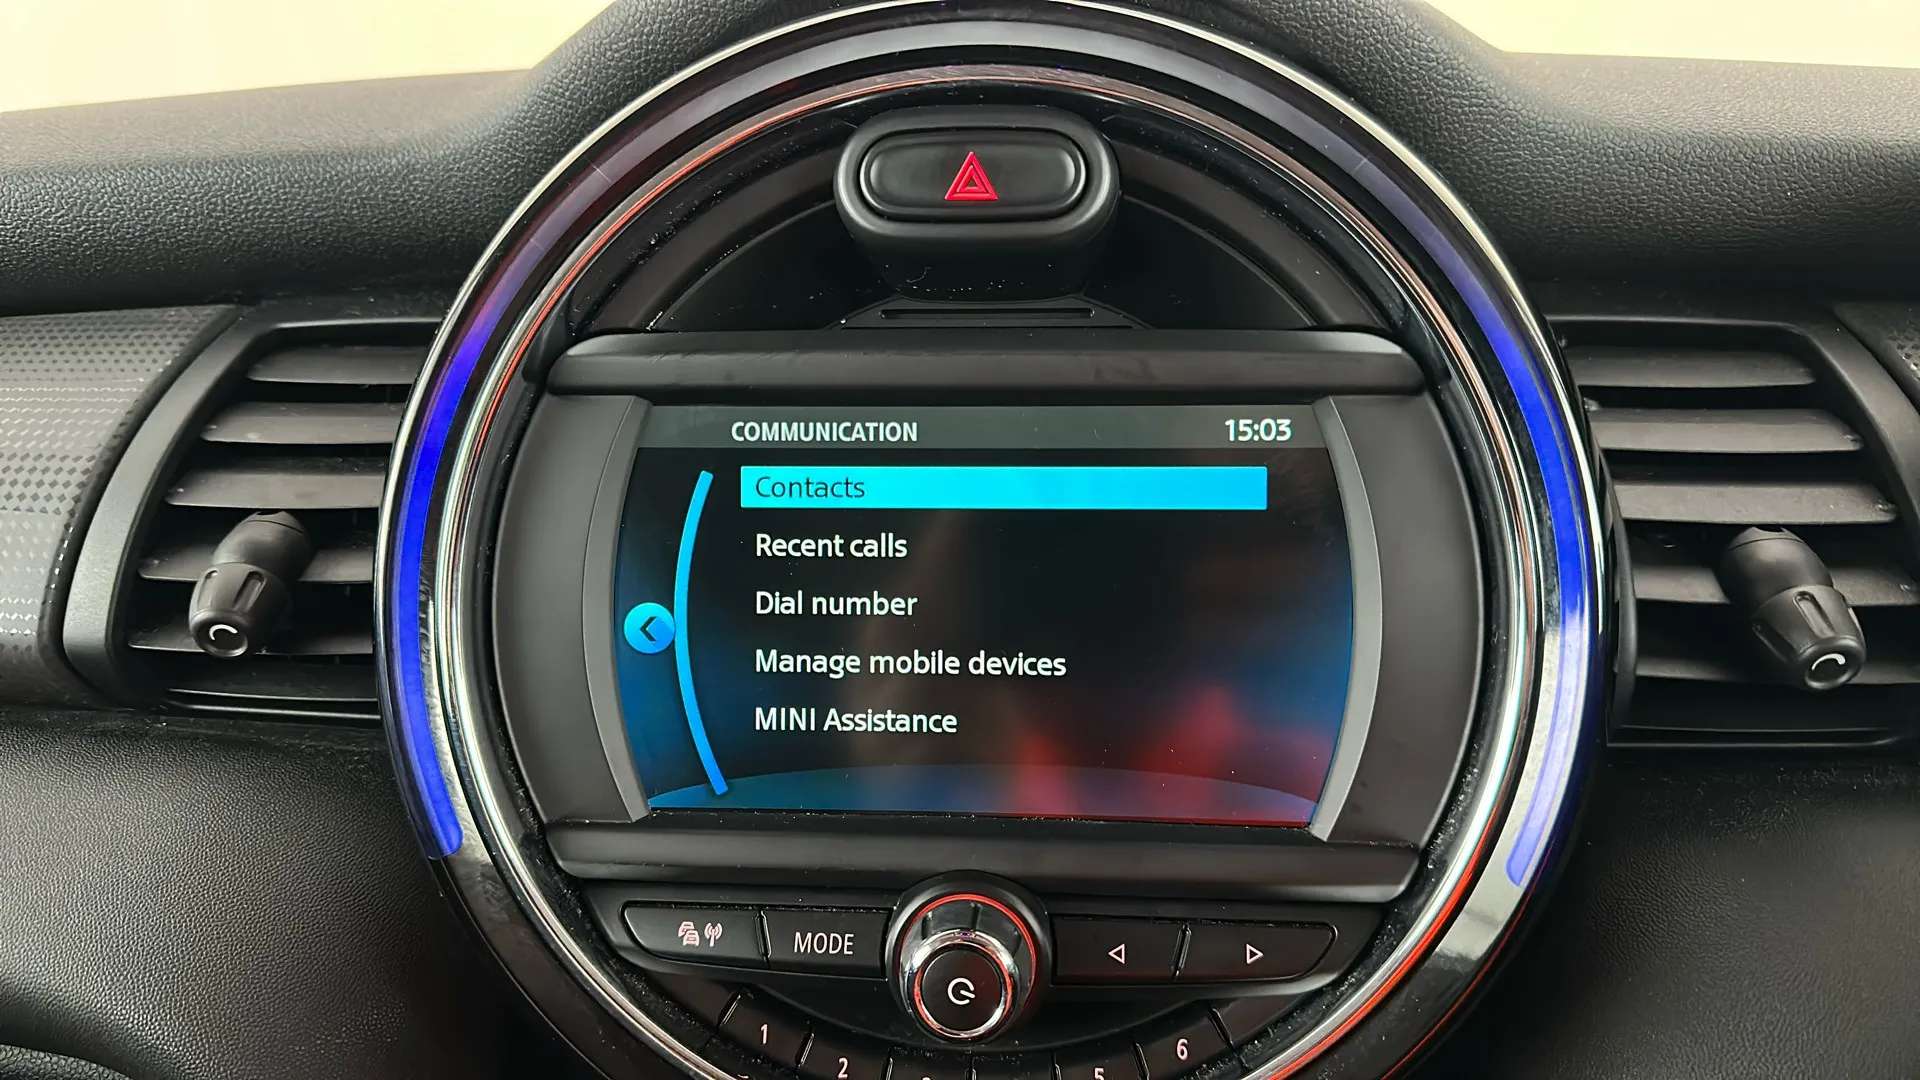 COMMUNICATION 15:03
Contacts
Recent calls
Dial number
Manage mobile devices
MINI Assistance
MODE
1
2
5
6